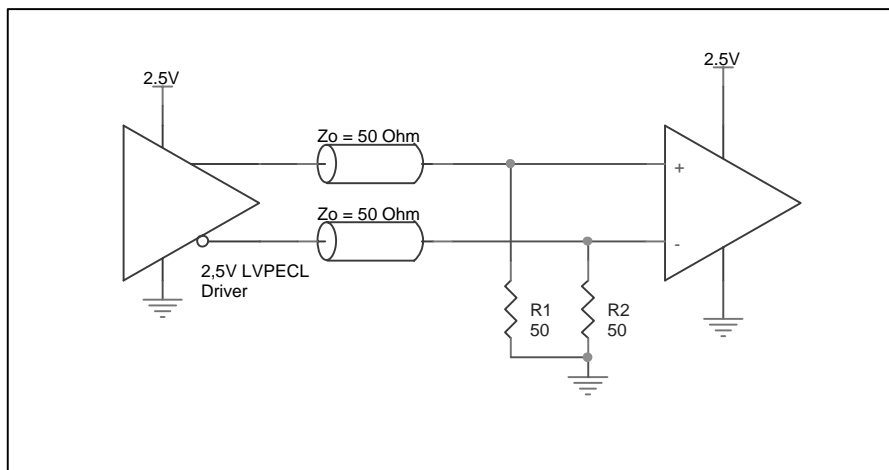 2.5V
2.5V
Zo = 50 Ohm
+
Zo = 50 Ohm
-
2,5V LVPECL
Driver
R1
50
R2
50